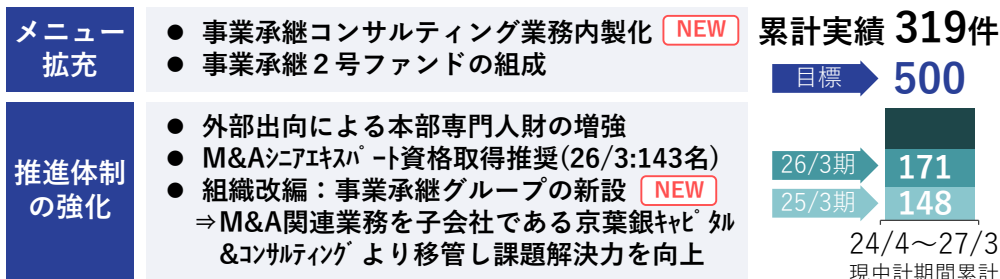 メニュー
拡充
● 事業承継コンサルティング業務内製化 NEW
● 事業承継２号ファンドの組成
推進体制
の強化
● 外部出向による本部専門人財の増強
● M&Aｼﾆｱｴｷｽﾊﾟｰﾄ資格取得推奨(26/3:143名)
● 組織改編：事業承継グループの新設 NEW
⇒M&A関連業務を子会社である京葉銀ｷｬﾋﾟﾀﾙ
&ｺﾝｻﾙﾃｨﾝｸﾞより移管し課題解決力を向上
累計実績 319件
目標 500
26/3期 171
25/3期 148
24/4～27/3
現中計期間累計